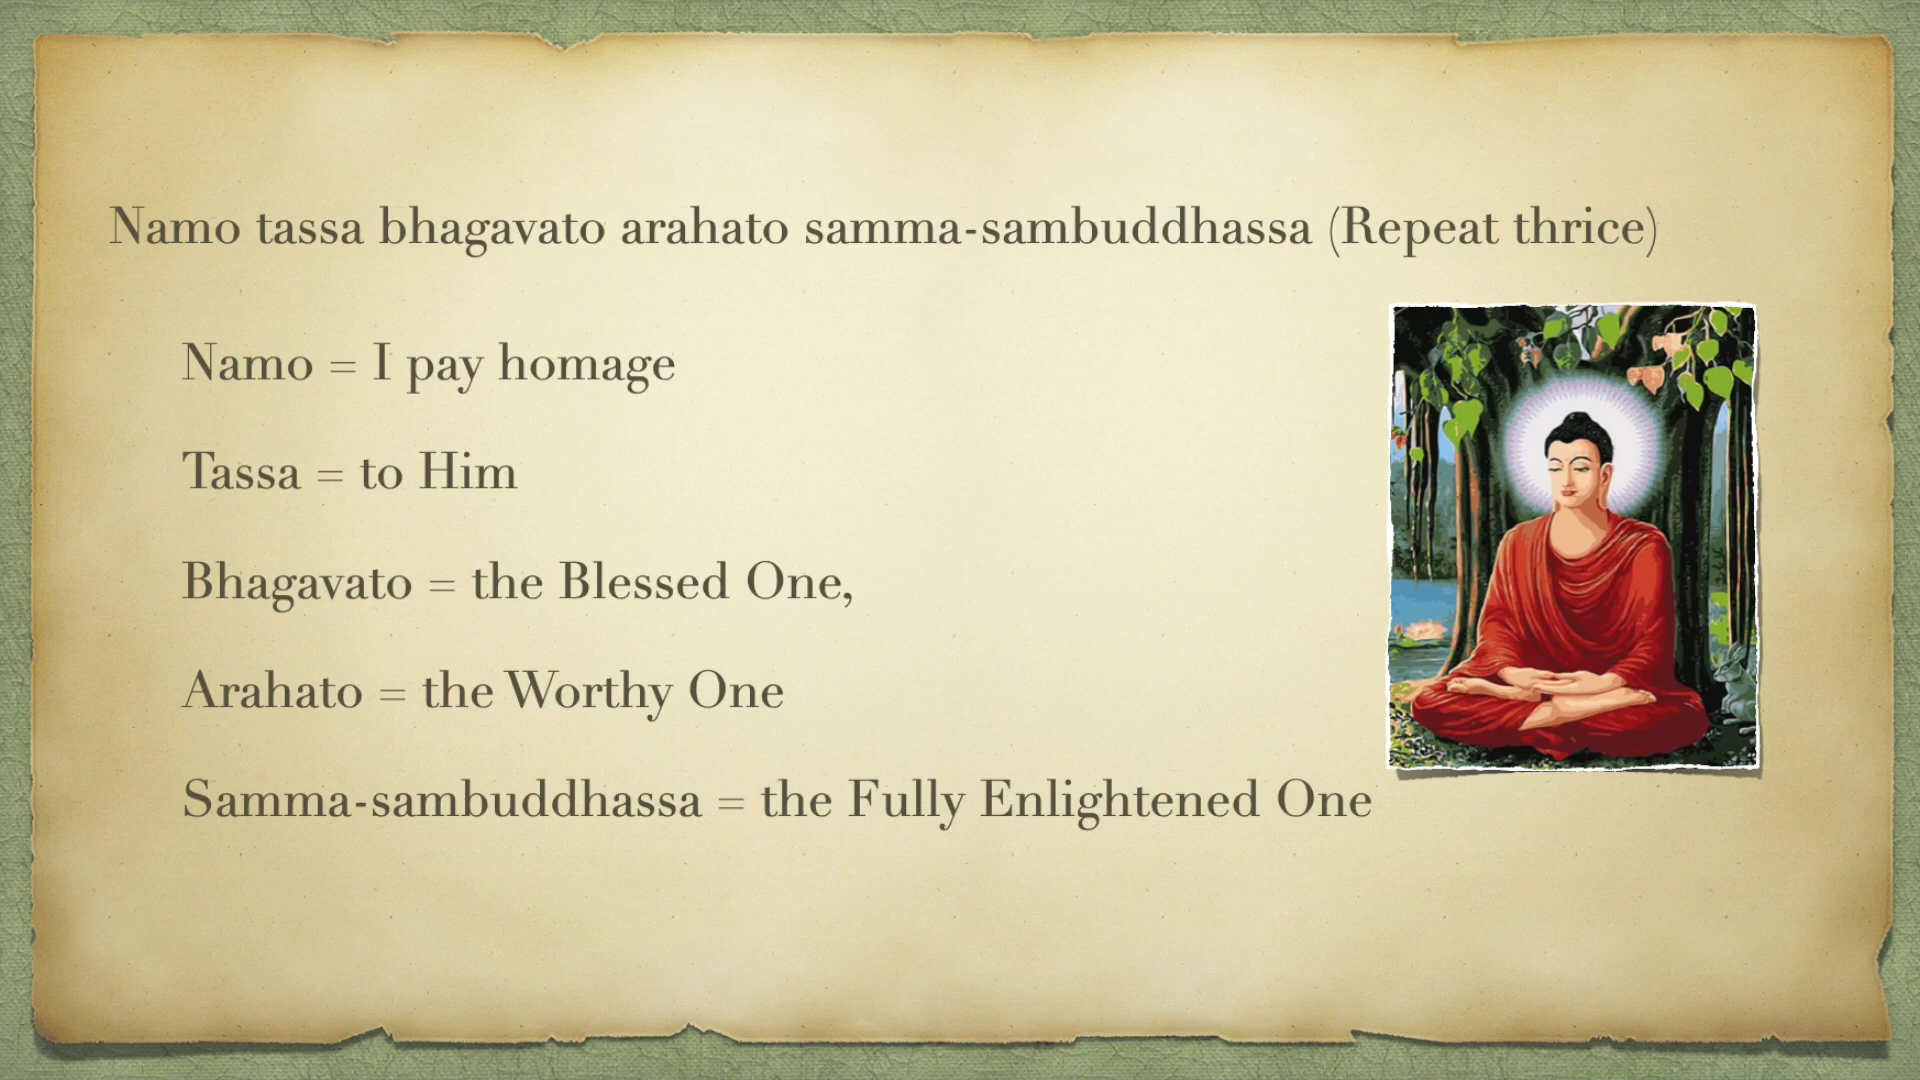 Namo tassa bhagavato arahato samma-sambuddhassa (Repeat thrice)
Namo = I pay homage
Tassa = to Him
Bhagavato = the Blessed One,
Arahato = the Worthy One
Samma-sambuddhassa = the Fully Enlightened One